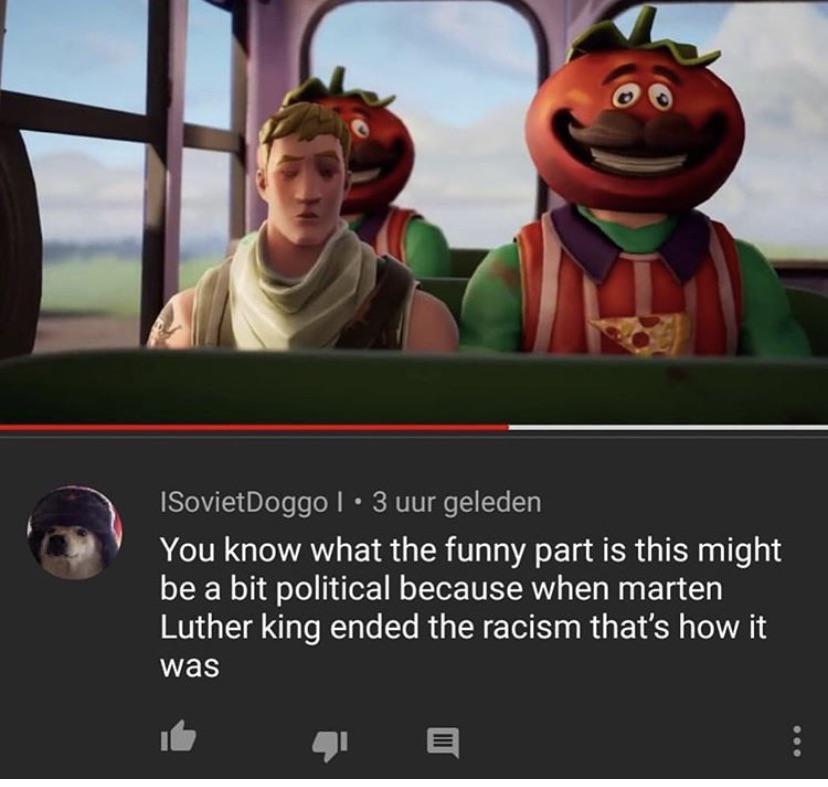 ISovietDoggo I • 3 uur geleden
You know what the funny part is this might
be a bit political because when marten
Luther king ended the racism that's how it
was